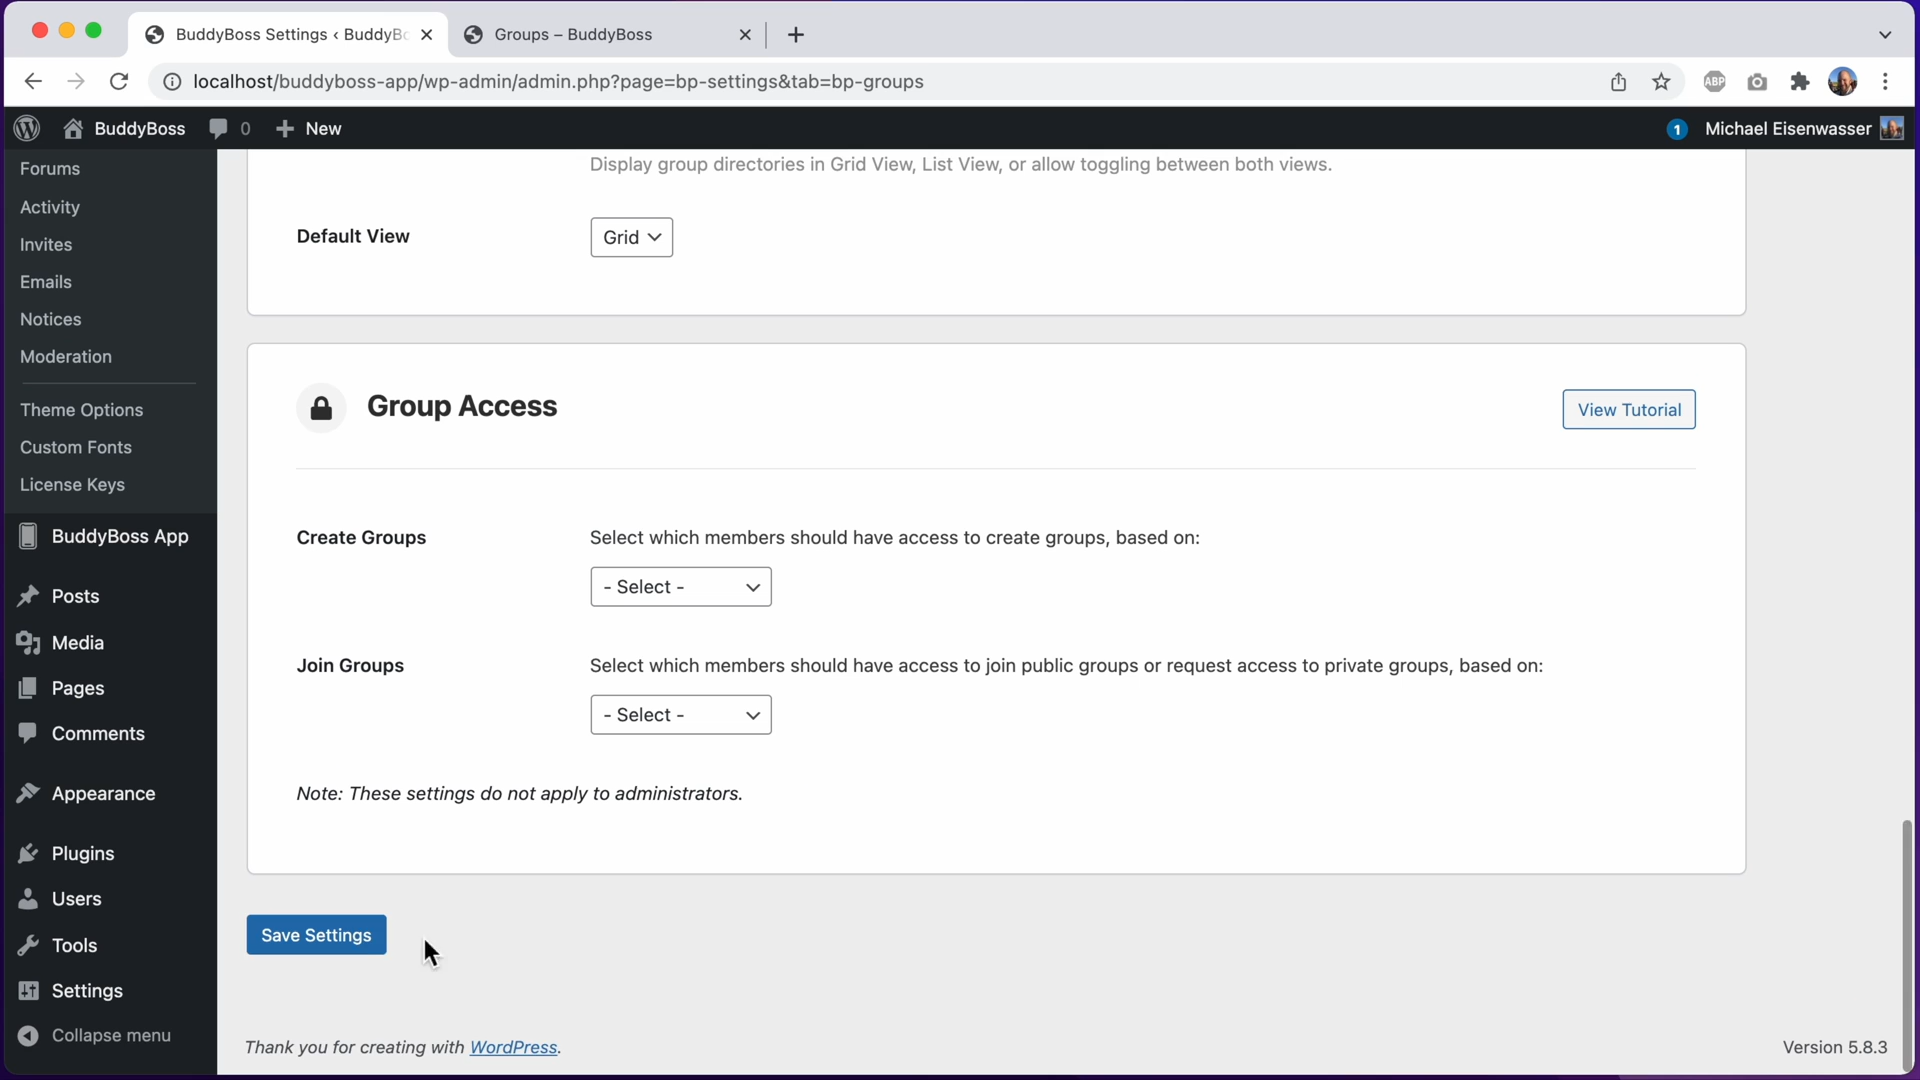 BuddyBoss Settings ‹ BuddyBo
Groups – BuddyBoss
localhost/buddyboss-app/wp-admin/admin.php?page=bp-settings&tab=bp-groups
ABP
BuddyBoss
0
New
1
Michael Eisenwasser
Forums
Activity
Invites
Emails
Notices
Moderation
Theme Options
Custom Fonts
License Keys
BuddyBoss App
Posts
Media
Pages
Comments
Appearance
Plugins
Users
Tools
Settings
Collapse menu
Display group directories in Grid View, List View, or allow toggling between both views.
Default View
Grid
Group Access
View Tutorial
Create Groups
Select which members should have access to create groups, based on:
- Select -
Join Groups
Select which members should have access to join public groups or request access to private groups, based on:
- Select -
Note: These settings do not apply to administrators.
Save Settings
Thank you for creating with WordPress.
Version 5.8.3